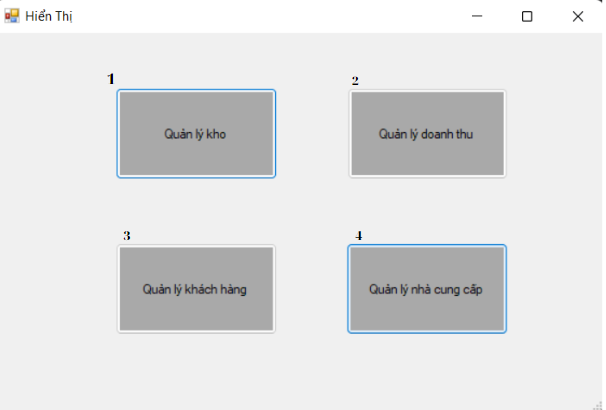 Hiển Thị
1
2
Quản lý kho
Quản lý doanh thu
3
4
Quản lý khách hàng
Quản lý nhà cung cấp